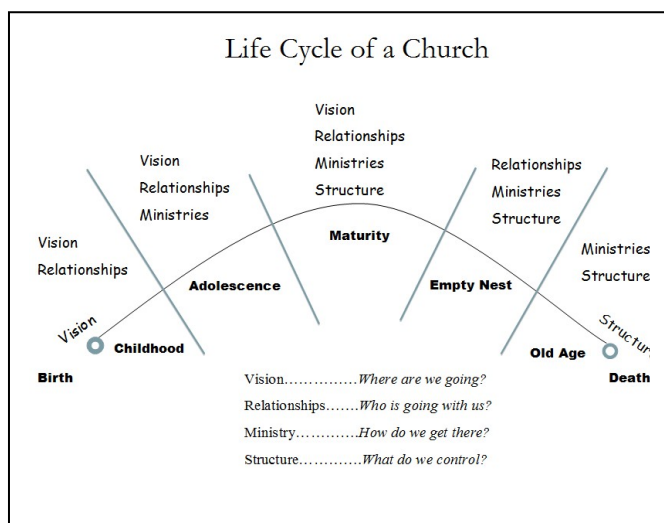 Life Cycle of a Church
Vision
Relationships
Ministries
Structure
Vision
Relationships
Ministries
Relationships
Ministries
Structure
Vision
Relationships
Ministries
Structure
Maturity
Adolescence
Empty Nest
Vision
Structure
Childhood
Old Age
Birth
Death
Vision..............Where are we going?
Relationships.......Who is going with us?
Ministry.............How do we get there?
Structure.............What do we control?